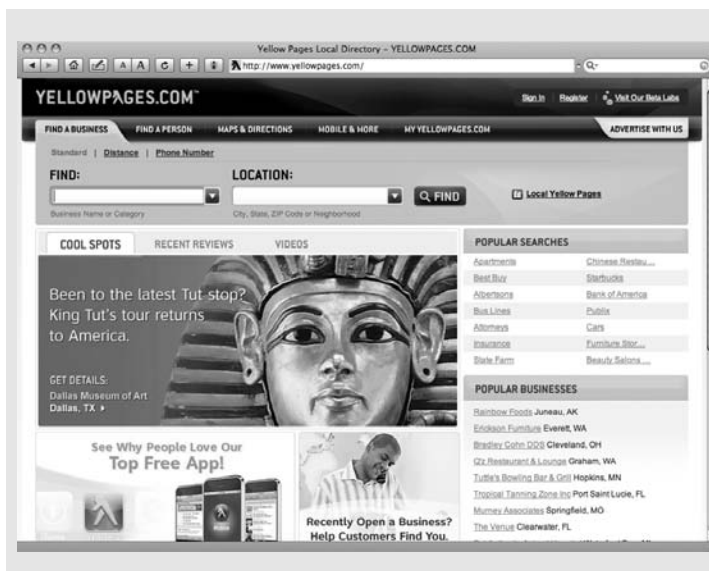 Yellow Pages Local Directory – YELLOWPAGES.COM
A A C +
http://www.yellowpages.com/
YELLOWPAGES.COM™
Sign In | Register | Visit Our Beta Labs
FIND A BUSINESS FIND A PERSON MAPS & DIRECTIONS MOBILE & MORE MY YELLOWPAGES.COM ADVERTISE WITH US
Standard | Distance | Phone Number
FIND: LOCATION:
FIND Local Yellow Pages
Business Name or Category City, State, ZIP Code or Neighborhood
COOL SPOTS RECENT REVIEWS VIDEOS
Been to the latest Tut stop?
King Tut's tour returns
to America.
GET DETAILS:
Dallas Museum of Art
Dallas, TX ▸
See Why People Love Our
Top Free App!
Recently Open a Business?
Help Customers Find You.
POPULAR SEARCHES
Apartments Chinese Restau...
Best Buy Starbucks
Albertsons Bank of America
Bus Lines Publix
Attorneys Cars
Insurance Furniture Stor...
State Farm Beauty Salons ...
POPULAR BUSINESSES
Rainbow Foods Juneau, AK
Erickson Furniture Everett, WA
Bradley Cohn DDS Cleveland, OH
Q'z Restaurant & Lounge Graham, WA
Tuttle's Bowling Bar & Grill Hopkins, MN
Tropical Tanning Zone Inc Port Saint Lucie, FL
Murney Associates Springfield, MO
The Venue Clearwater, FL